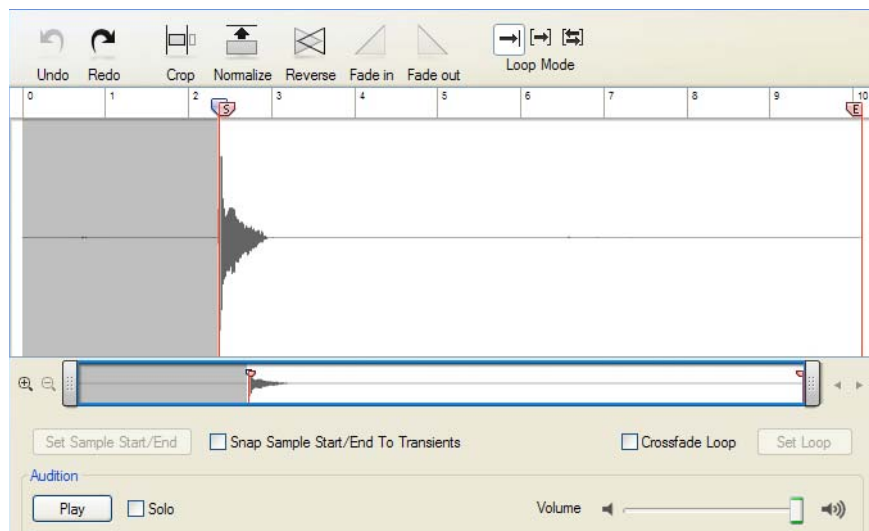 Undo Redo Crop Normalize Reverse Fade in Fade out Loop Mode
0 1 2 3 4 5 6 7 8 9 10
S E
Set Sample Start/End Snap Sample Start/End To Transients Crossfade Loop Set Loop
Audition
Play Solo Volume